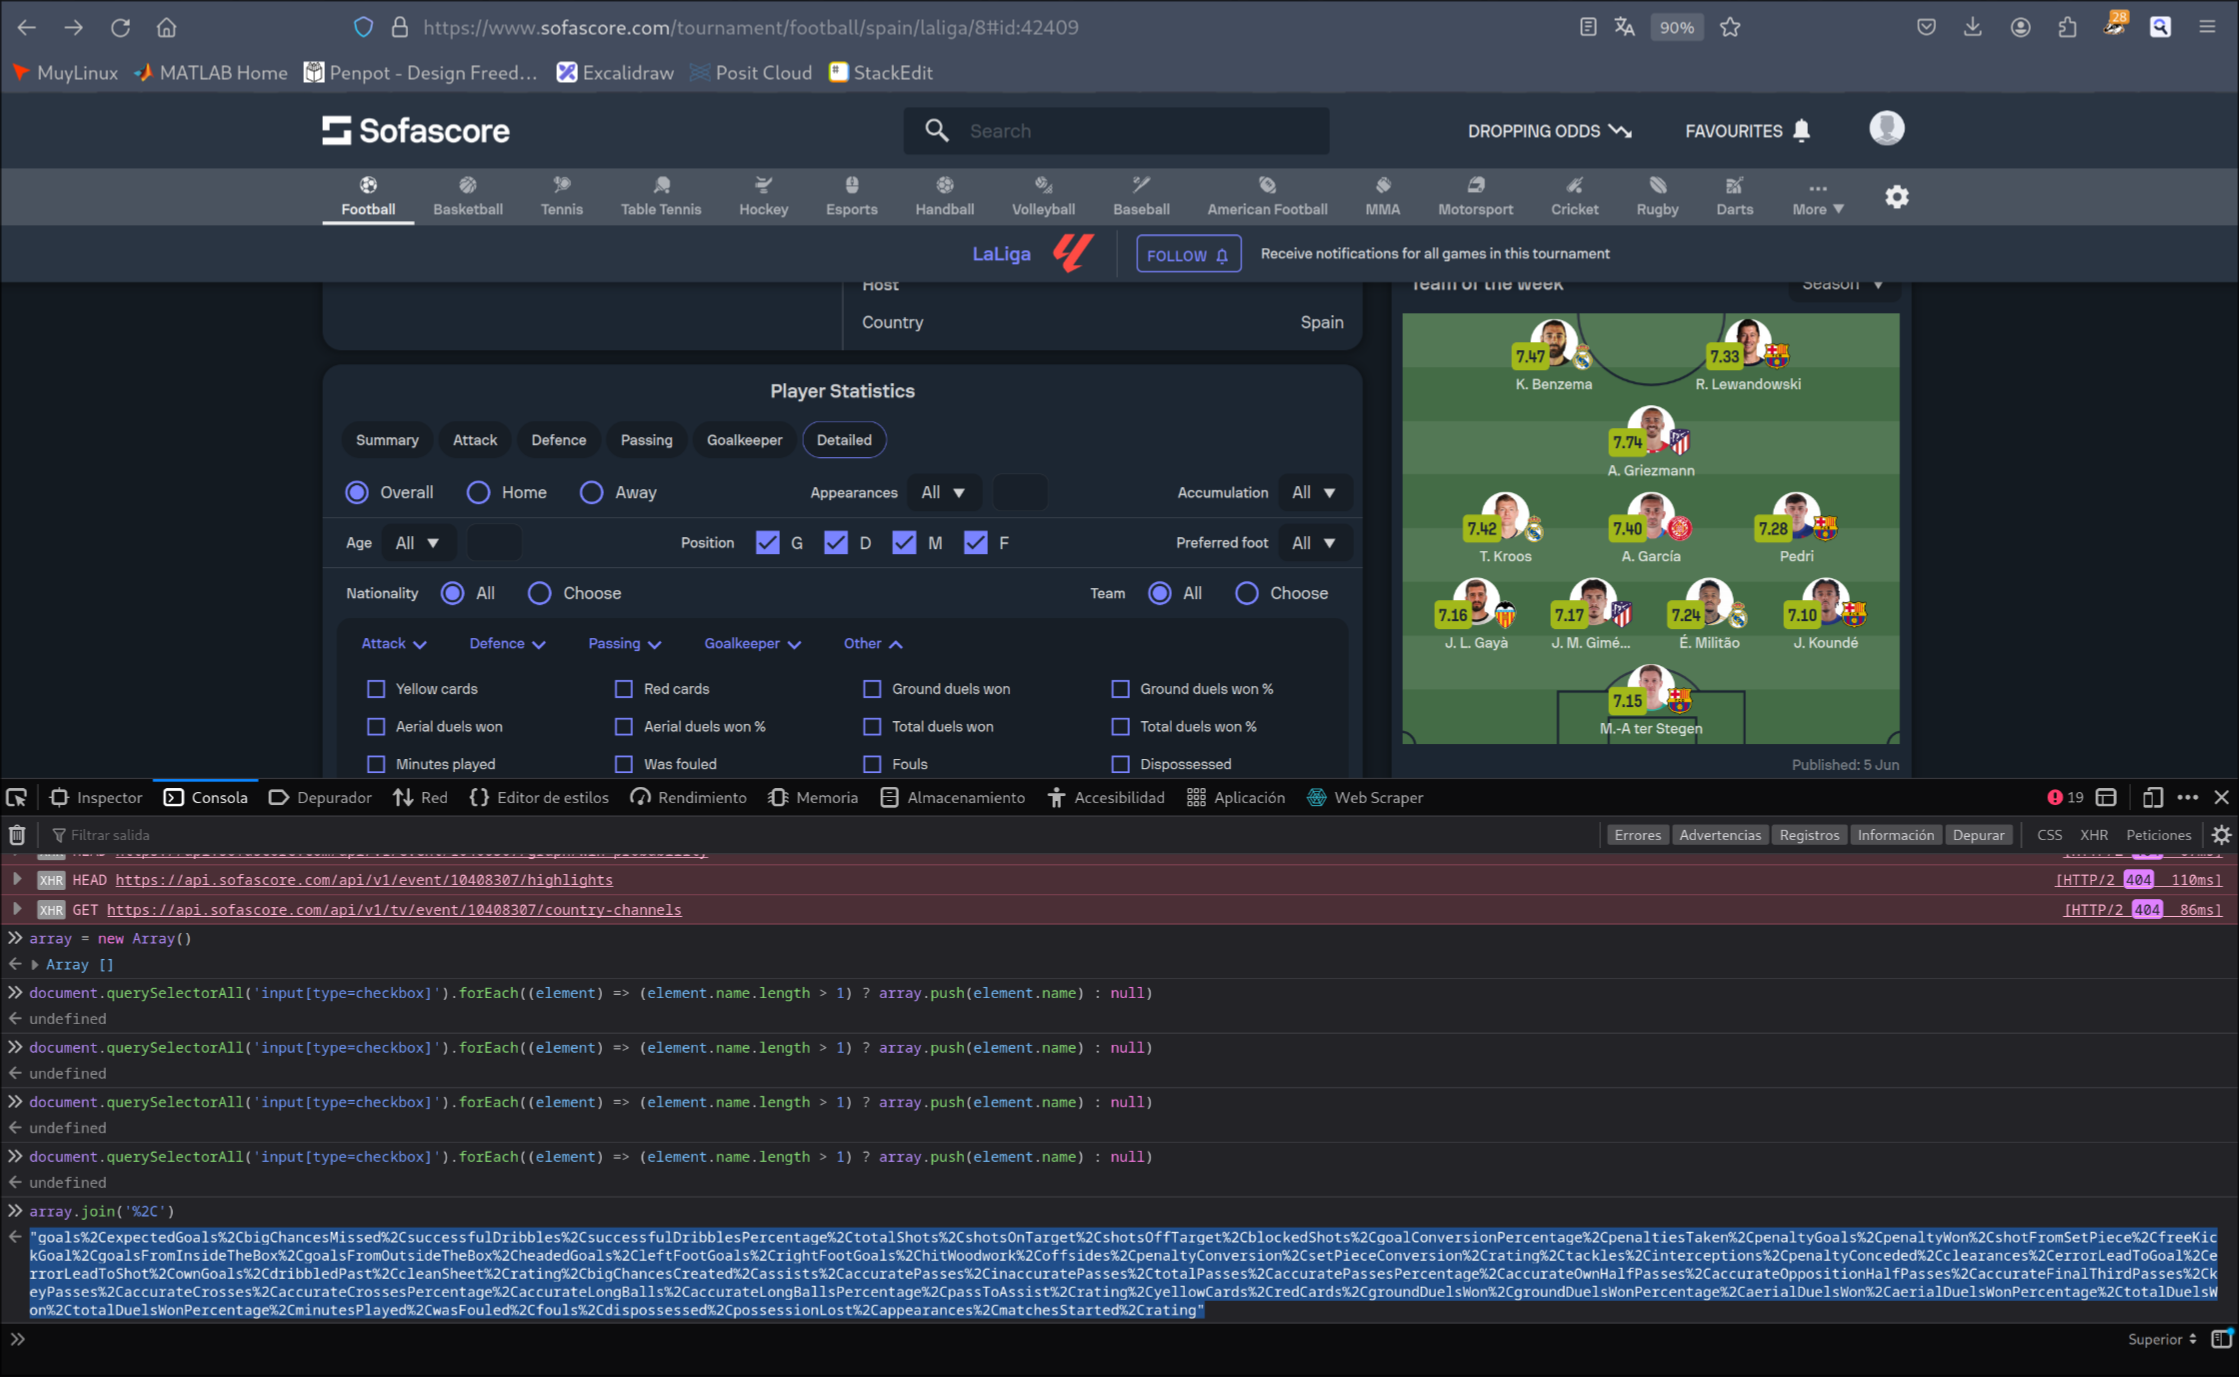 https://www.sofascore.com/tournament/football/spain/laliga/8#id:42409
90%
28
MuyLinux
MATLAB Home
Penpot - Design Freed…
Excalidraw
Posit Cloud
StackEdit
Sofascore
Search
DROPPING ODDS
FAVOURITES
Football
Basketball
Tennis
Table Tennis
Hockey
Esports
Handball
Volleyball
Baseball
American Football
MMA
Motorsport
Cricket
Rugby
Darts
More
LaLiga
FOLLOW
Receive notifications for all games in this tournament
Host
Country
Spain
Team of the week
Season
Player Statistics
Summary
Attack
Defence
Passing
Goalkeeper
Detailed
Overall
Home
Away
Appearances
All
Accumulation
All
Age
All
Position
G
D
M
F
Preferred foot
All
Nationality
All
Choose
Team
All
Choose
Attack
Defence
Passing
Goalkeeper
Other
Yellow cards
Red cards
Ground duels won
Ground duels won %
Aerial duels won
Aerial duels won %
Total duels won
Total duels won %
Minutes played
Was fouled
Fouls
Dispossessed
7.47
K. Benzema
7.33
R. Lewandowski
7.74
A. Griezmann
7.42
T. Kroos
7.40
A. García
7.28
Pedri
7.16
J. L. Gayà
7.17
J. M. Gimé...
7.24
É. Militão
7.10
J. Koundé
7.15
M.-A ter Stegen
Published: 5 Jun
Inspector
Consola
Depurador
Red
Editor de estilos
Rendimiento
Memoria
Almacenamiento
Accesibilidad
Aplicación
Web Scraper
19
Filtrar salida
Errores
Advertencias
Registros
Información
Depurar
CSS
XHR
Peticiones
XHR HEAD https://api.sofascore.com/api/v1/event/10408307/highlights
[HTTP/2 404 110ms]
XHR GET https://api.sofascore.com/api/v1/tv/event/10408307/country-channels
[HTTP/2 404 86ms]
array = new Array()
Array []
document.querySelectorAll('input[type=checkbox]').forEach((element) => (element.name.length > 1) ? array.push(element.name) : null)
undefined
document.querySelectorAll('input[type=checkbox]').forEach((element) => (element.name.length > 1) ? array.push(element.name) : null)
undefined
document.querySelectorAll('input[type=checkbox]').forEach((element) => (element.name.length > 1) ? array.push(element.name) : null)
undefined
document.querySelectorAll('input[type=checkbox]').forEach((element) => (element.name.length > 1) ? array.push(element.name) : null)
undefined
array.join('%2C')
"goals%2CexpectedGoals%2CbigChancesMissed%2CsuccessfulDribbles%2CsuccessfulDribblesPercentage%2CtotalShots%2CshotsOnTarget%2CshotsOffTarget%2CblockedShots%2CgoalConversionPercentage%2CpenaltiesTaken%2CpenaltyGoals%2CpenaltyWon%2CshotFromSetPiece%2CfreeKic
kGoal%2CgoalsFromInsideTheBox%2CgoalsFromOutsideTheBox%2CheadedGoals%2CleftFootGoals%2CrightFootGoals%2ChitWoodwork%2Coffsides%2CpenaltyConversion%2CsetPieceConversion%2Crating%2Ctackles%2Cinterceptions%2CpenaltyConceded%2Cclearances%2CerrorLeadToGoal%2Ce
rrorLeadToShot%2CownGoals%2CdribbledPast%2CcleanSheet%2Crating%2CbigChancesCreated%2Cassists%2CaccuratePasses%2CinaccuratePasses%2CtotalPasses%2CaccuratePassesPercentage%2CaccurateOwnHalfPasses%2CaccurateOppositionHalfPasses%2CaccurateFinalThirdPasses%2Ck
eyPasses%2CaccurateCrosses%2CaccurateCrossesPercentage%2CaccurateLongBalls%2CaccurateLongBallsPercentage%2CpassToAssist%2Crating%2CyellowCards%2CredCards%2CgroundDuelsWon%2CgroundDuelsWonPercentage%2CaerialDuelsWon%2CaerialDuelsWonPercentage%2CtotalDuelsW
on%2CtotalDuelsWonPercentage%2CminutesPlayed%2CwasFouled%2Cfouls%2Cdispossessed%2CpossessionLost%2Cappearances%2CmatchesStarted%2Crating"
Superior